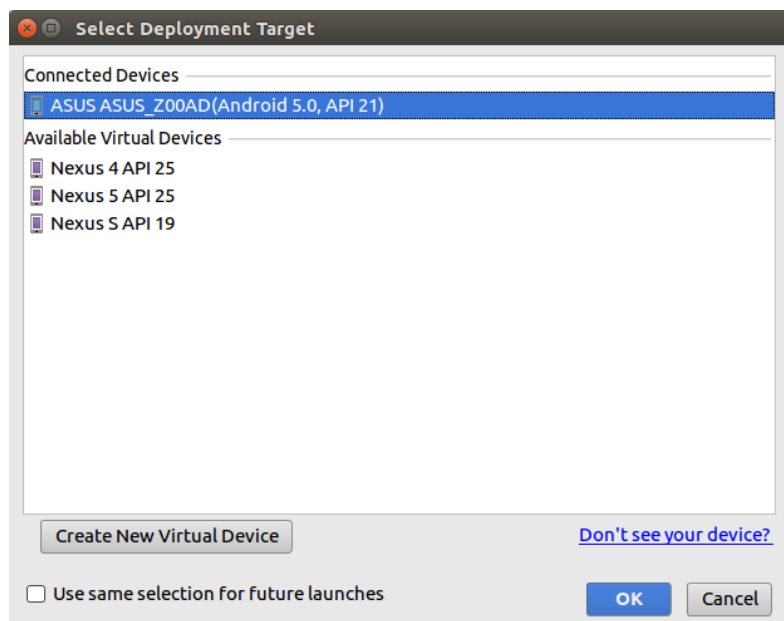 Select Deployment Target
Connected Devices
ASUS ASUS_Z00AD(Android 5.0, API 21)
Available Virtual Devices
Nexus 4 API 25
Nexus 5 API 25
Nexus S API 19
Create New Virtual Device
Don't see your device?
Use same selection for future launches
OK
Cancel